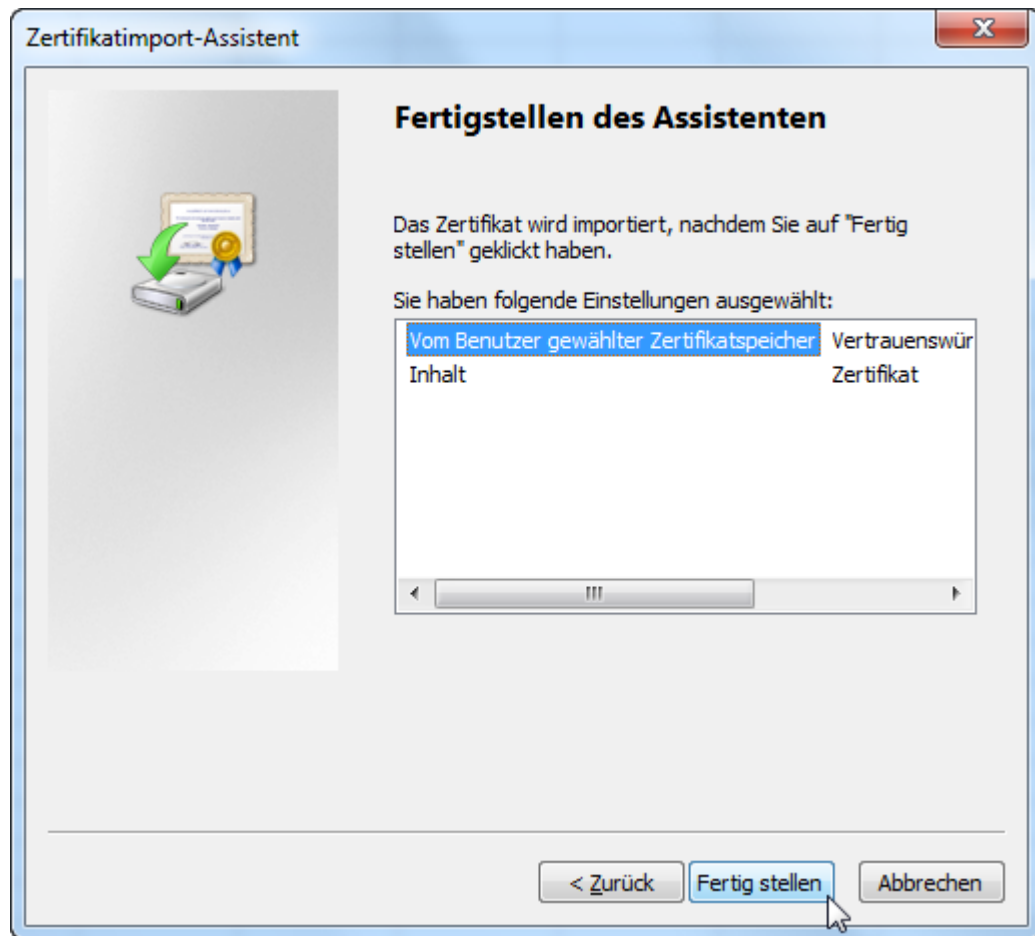 Zertifikatimport-Assistent
Fertigstellen des Assistenten
Das Zertifikat wird importiert, nachdem Sie auf "Fertig
stellen" geklickt haben.
Sie haben folgende Einstellungen ausgewählt:
Vom Benutzer gewählter Zertifikatspeicher Vertrauenswür
Inhalt Zertifikat
< Zurück Fertig stellen Abbrechen